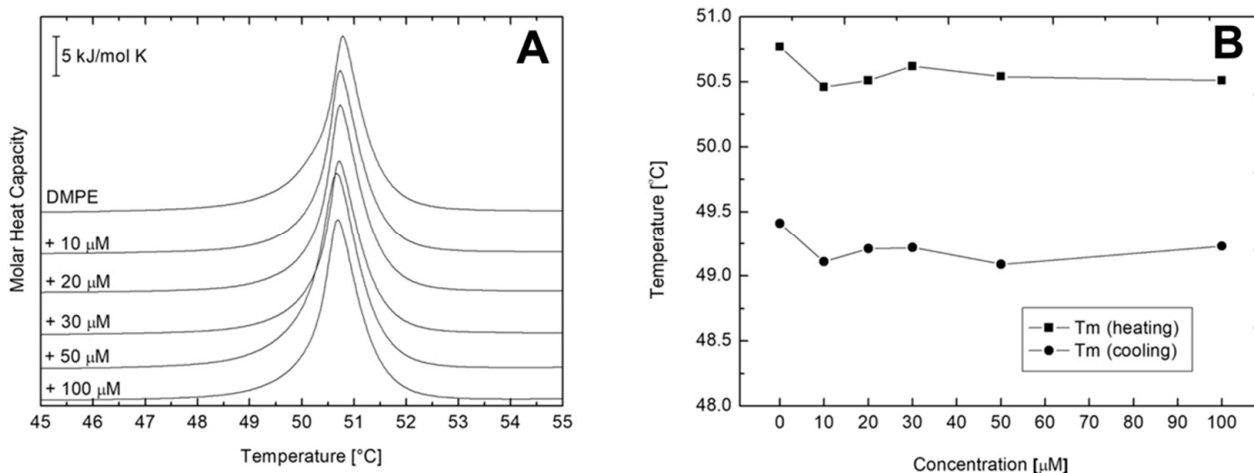 A
5 kJ/mol K
Molar Heat Capacity
DMPE
+ 10 μM
+ 20 μM
+ 30 μM
+ 50 μM
+ 100 μM
45 46 47 48 49 50 51 52 53 54 55
Temperature [°C]
B
51.0
50.5
50.0
49.5
49.0
48.5
48.0
Temperature [°C]
Tm (heating)
Tm (cooling)
0 10 20 30 40 50 60 70 80 90 100
Concentration [μM]